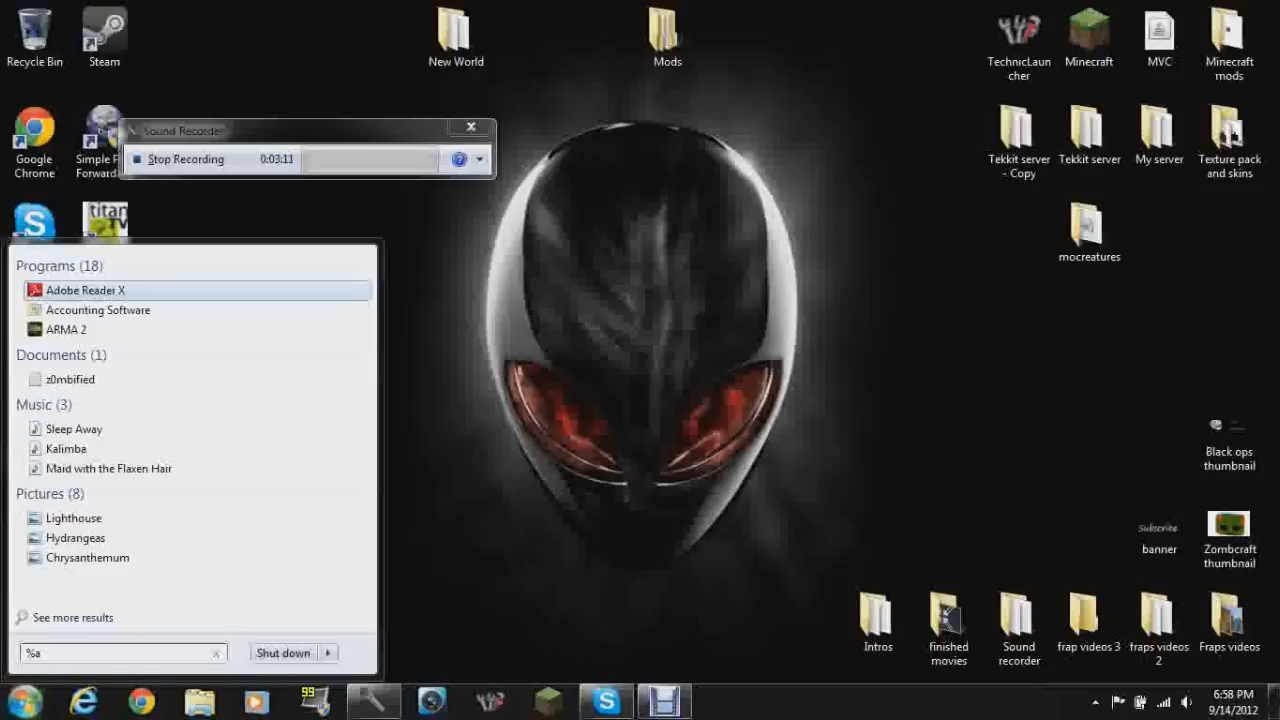 Recycle Bin
Steam
New World
Mods
TechnicLaun
cher
Minecraft
MVC
Minecraft
mods
Google
Chrome
Simple P
Forward
Sound Recorder
Stop Recording
0:03:11
Tekkit server
- Copy
Tekkit server
My server
Texture pack
and skins
titan
TV
mocreatures
Programs (18)
Adobe Reader X
Accounting Software
ARMA 2
Documents (1)
z0mbified
Music (3)
Sleep Away
Kalimba
Maid with the Flaxen Hair
Pictures (8)
Lighthouse
Hydrangeas
Chrysanthemum
See more results
%a
Shut down
Black ops
thumbnail
Subscribe
banner
Zombcraft
thumbnail
Intros
finished
movies
Sound
recorder
frap videos 3
fraps videos
2
Fraps videos
99
6:58 PM
9/14/2012